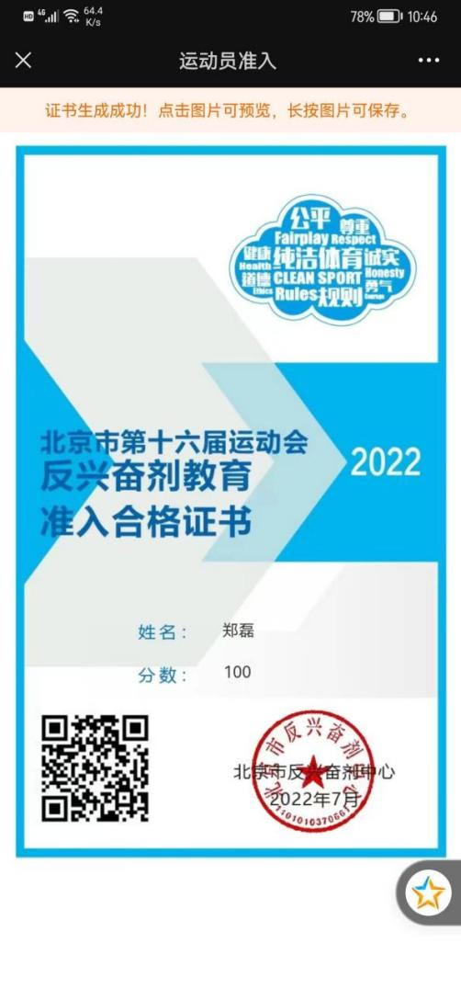 HD 4G 64.4 K/s 78% 10:46
运动员准入
证书生成成功！点击图片可预览，长按图片可保存。
公平 尊重
Fairplay Respect
健康 纯洁体育 诚实
Health CLEAN SPORT Honesty
道德 勇气
Ethics Rules 规则 Courage
北京市第十六届运动会
反兴奋剂教育
准入合格证书
2022
姓名： 郑磊
分数： 100
北京市反兴奋剂中心
北京市反兴奋剂中心
2022年7月